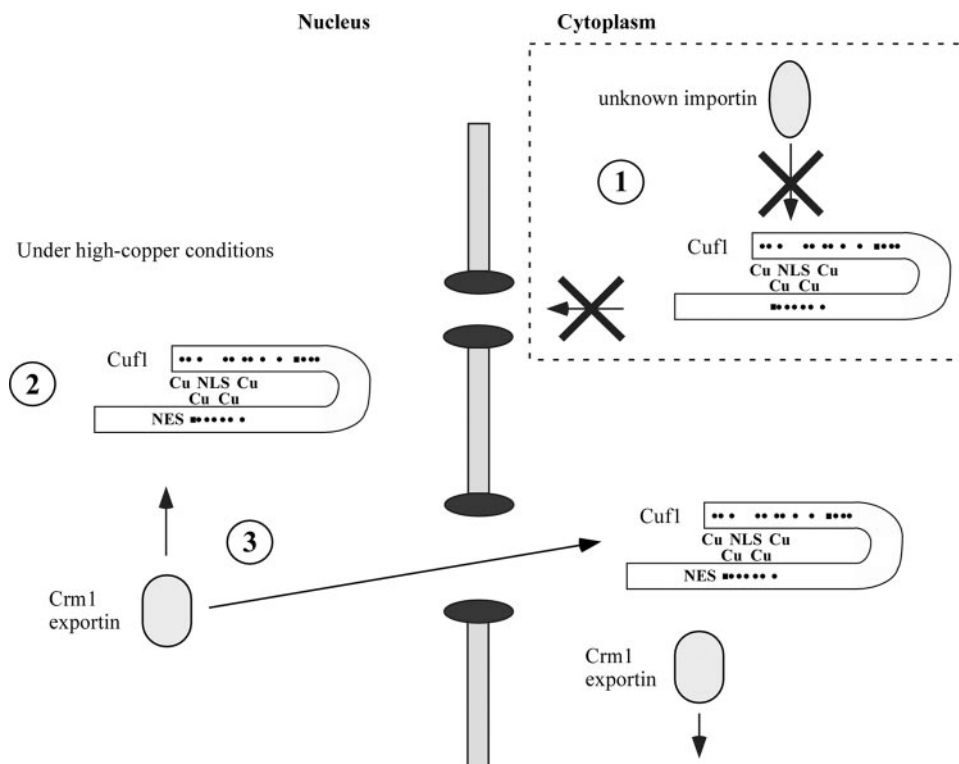 Nucleus
Cytoplasm
unknown importin
1
Cuf1
Cu NLS Cu
Cu Cu
Under high-copper conditions
2
Cuf1
Cu NLS Cu
Cu Cu
NES
3
Crm1
exportin
Cuf1
Cu NLS Cu
Cu Cu
NES
Crm1
exportin